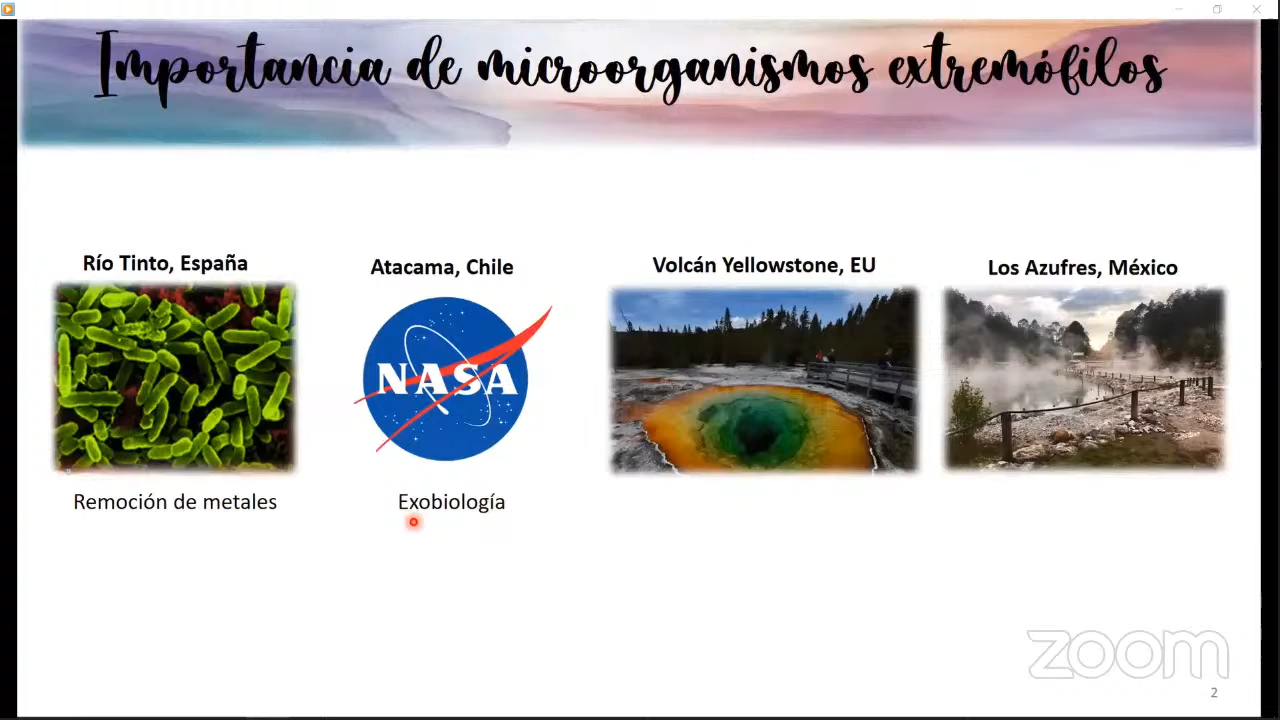 Importancia de microorganismos extremófilos
Río Tinto, España
Atacama, Chile
Volcán Yellowstone, EU
Los Azufres, México
NASA
Remoción de metales
Exobiología
zoom
2